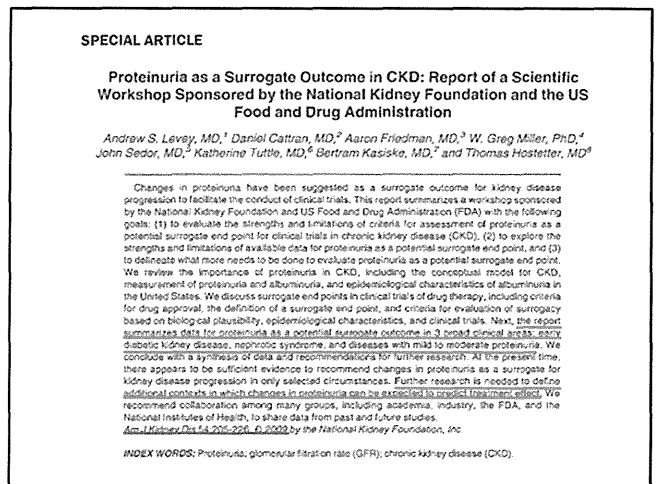 SPECIAL ARTICLE
Proteinuria as a Surrogate Outcome in CKD: Report of a Scientific
Workshop Sponsored by the National Kidney Foundation and the US
Food and Drug Administration
Andrew S. Levey, MD,1 Daniel Cattran, MD,2 Aaron Friedman, MD,3 W. Greg Miller, PhD,4
John Sedor, MD,5 Katherine Tuttle, MD,6 Bertram Kasiske, MD,7 and Thomas Hostetter, MD8
Changes in proteinuria have been suggested as a surrogate outcome for kidney disease
progression to facilitate the conduct of clinical trials. This report summarizes a workshop sponsored
by the National Kidney Foundation and US Food and Drug Administration (FDA) with the following
goals: (1) to evaluate the strengths and limitations of criteria for assessment of proteinuria as a
potential surrogate end point for clinical trials in chronic kidney disease (CKD), (2) to explore the
strengths and limitations of available data for proteinuria as a potential surrogate end point, and (3)
to delineate what more needs to be done to evaluate proteinuria as a potential surrogate end point.
We review the importance of proteinuria in CKD, including the conceptual model for CKD,
measurement of proteinuria and albuminuria, and epidemiological characteristics of albuminuria in
the United States. We discuss surrogate end points in clinical trials of drug therapy, including criteria
for drug approval, the definition of a surrogate end point, and criteria for evaluation of surrogacy
based on biological plausibility, epidemiological characteristics, and clinical trials. Next, the report
summarizes data for proteinuria as a potential surrogate outcome in 3 broad clinical areas: early
diabetic kidney disease, nephrotic syndrome, and diseases with mild to moderate proteinuria. We
conclude with a synthesis of data and recommendations for further research. At the present time,
there appears to be sufficient evidence to recommend changes in proteinuria as a surrogate for
kidney disease progression in only selected circumstances. Further research is needed to define
additional contexts in which changes in proteinuria can be expected to predict treatment effect. We
recommend collaboration among many groups, including academia, industry, the FDA, and the
National Institutes of Health, to share data from past and future studies.
Am J Kidney Dis 54:205-226. © 2009 by the National Kidney Foundation, Inc.
INDEX WORDS: Proteinuria; glomerular filtration rate (GFR); chronic kidney disease (CKD).